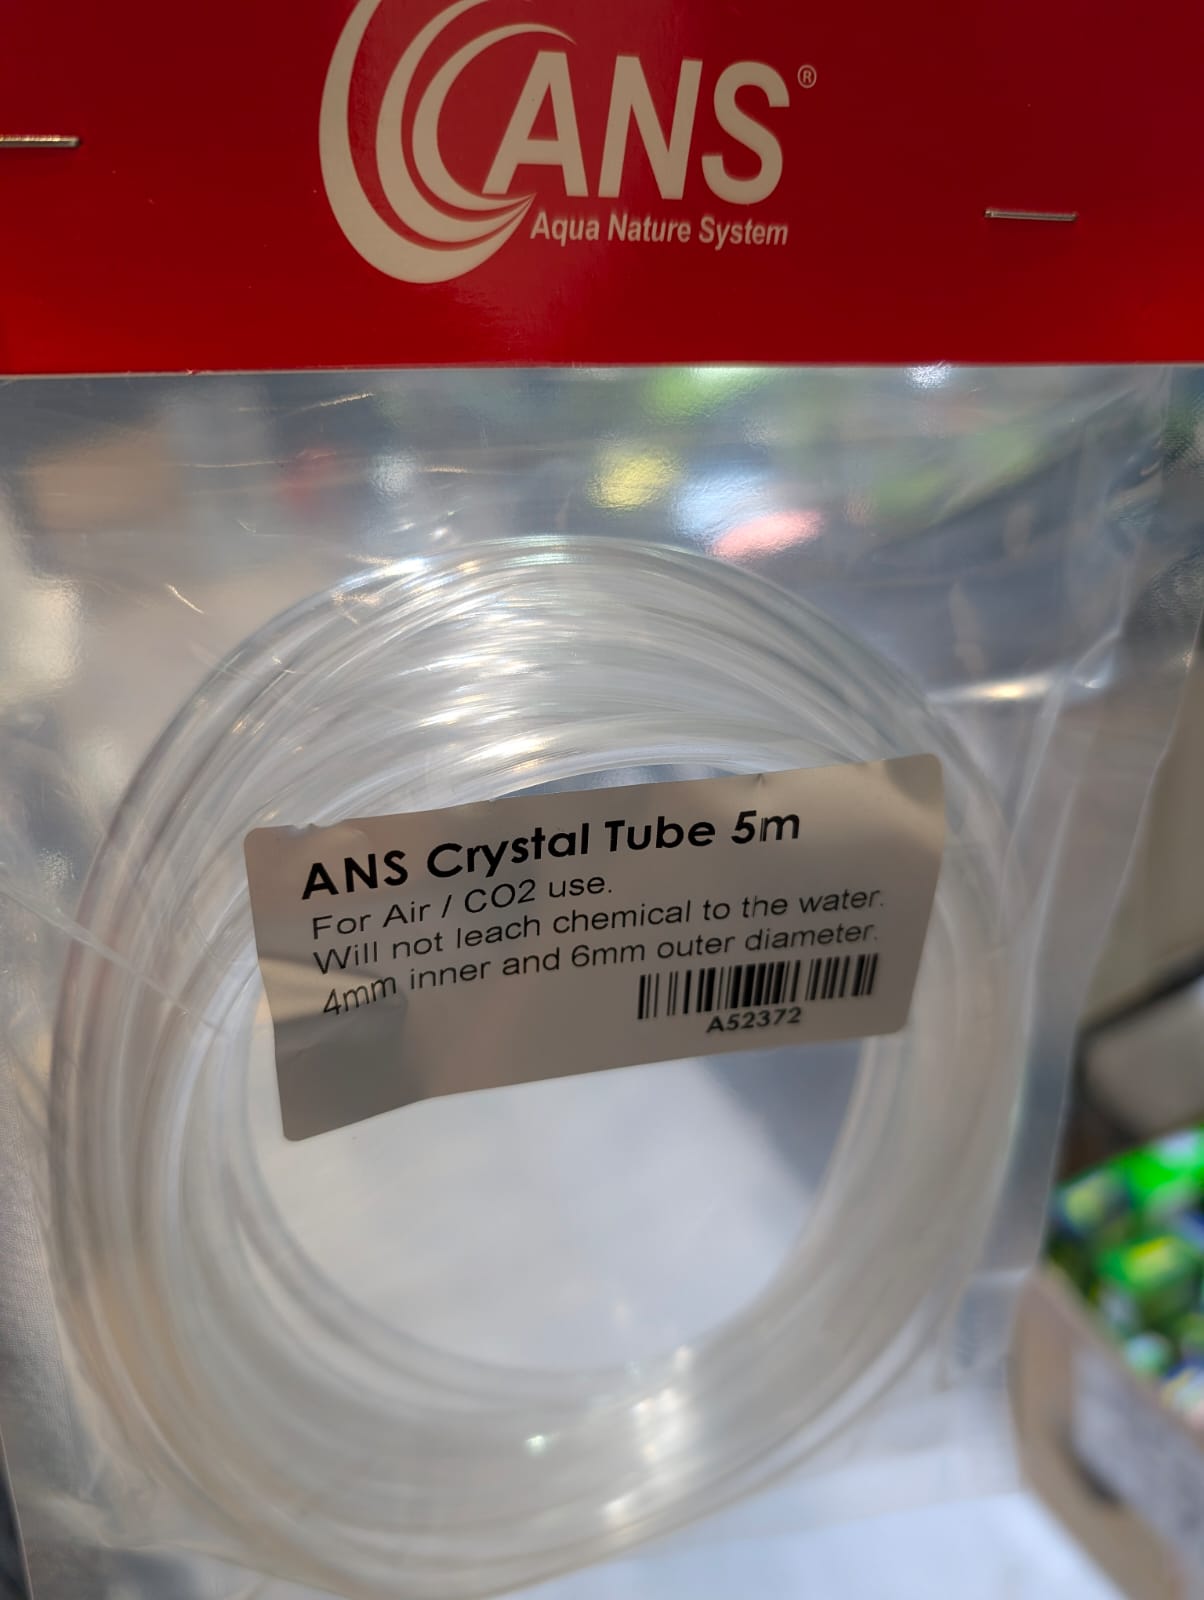 ANS®
Aqua Nature System
ANS Crystal Tube 5m
For Air / CO2 use.
Will not leach chemical to the water.
4mm inner and 6mm outer diameter.
A52372